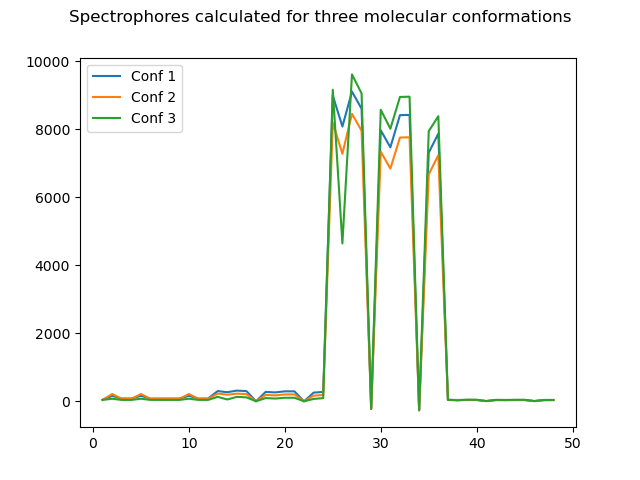 Spectrophores calculated for three molecular conformations
10000
8000
6000
4000
2000
0
Conf 1
Conf 2
Conf 3
0 10 20 30 40 50